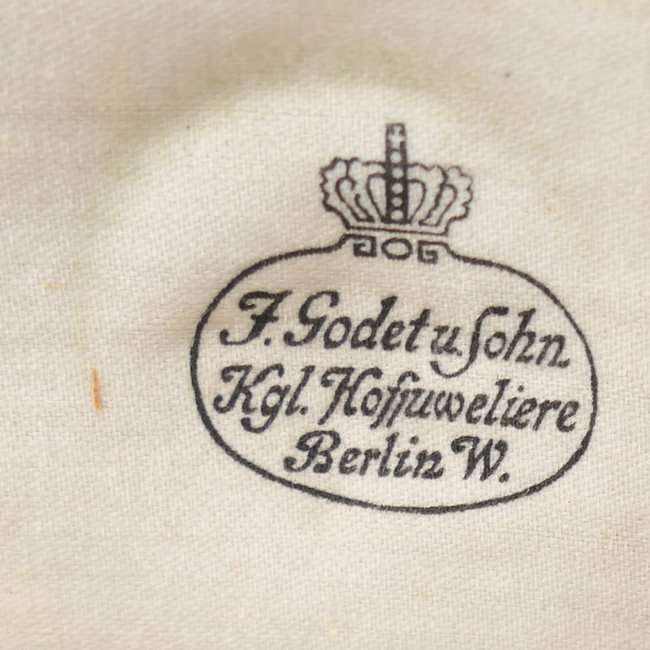 J. Godet u. Sohn
Kgl. Hofjuweliere
Berlin W.